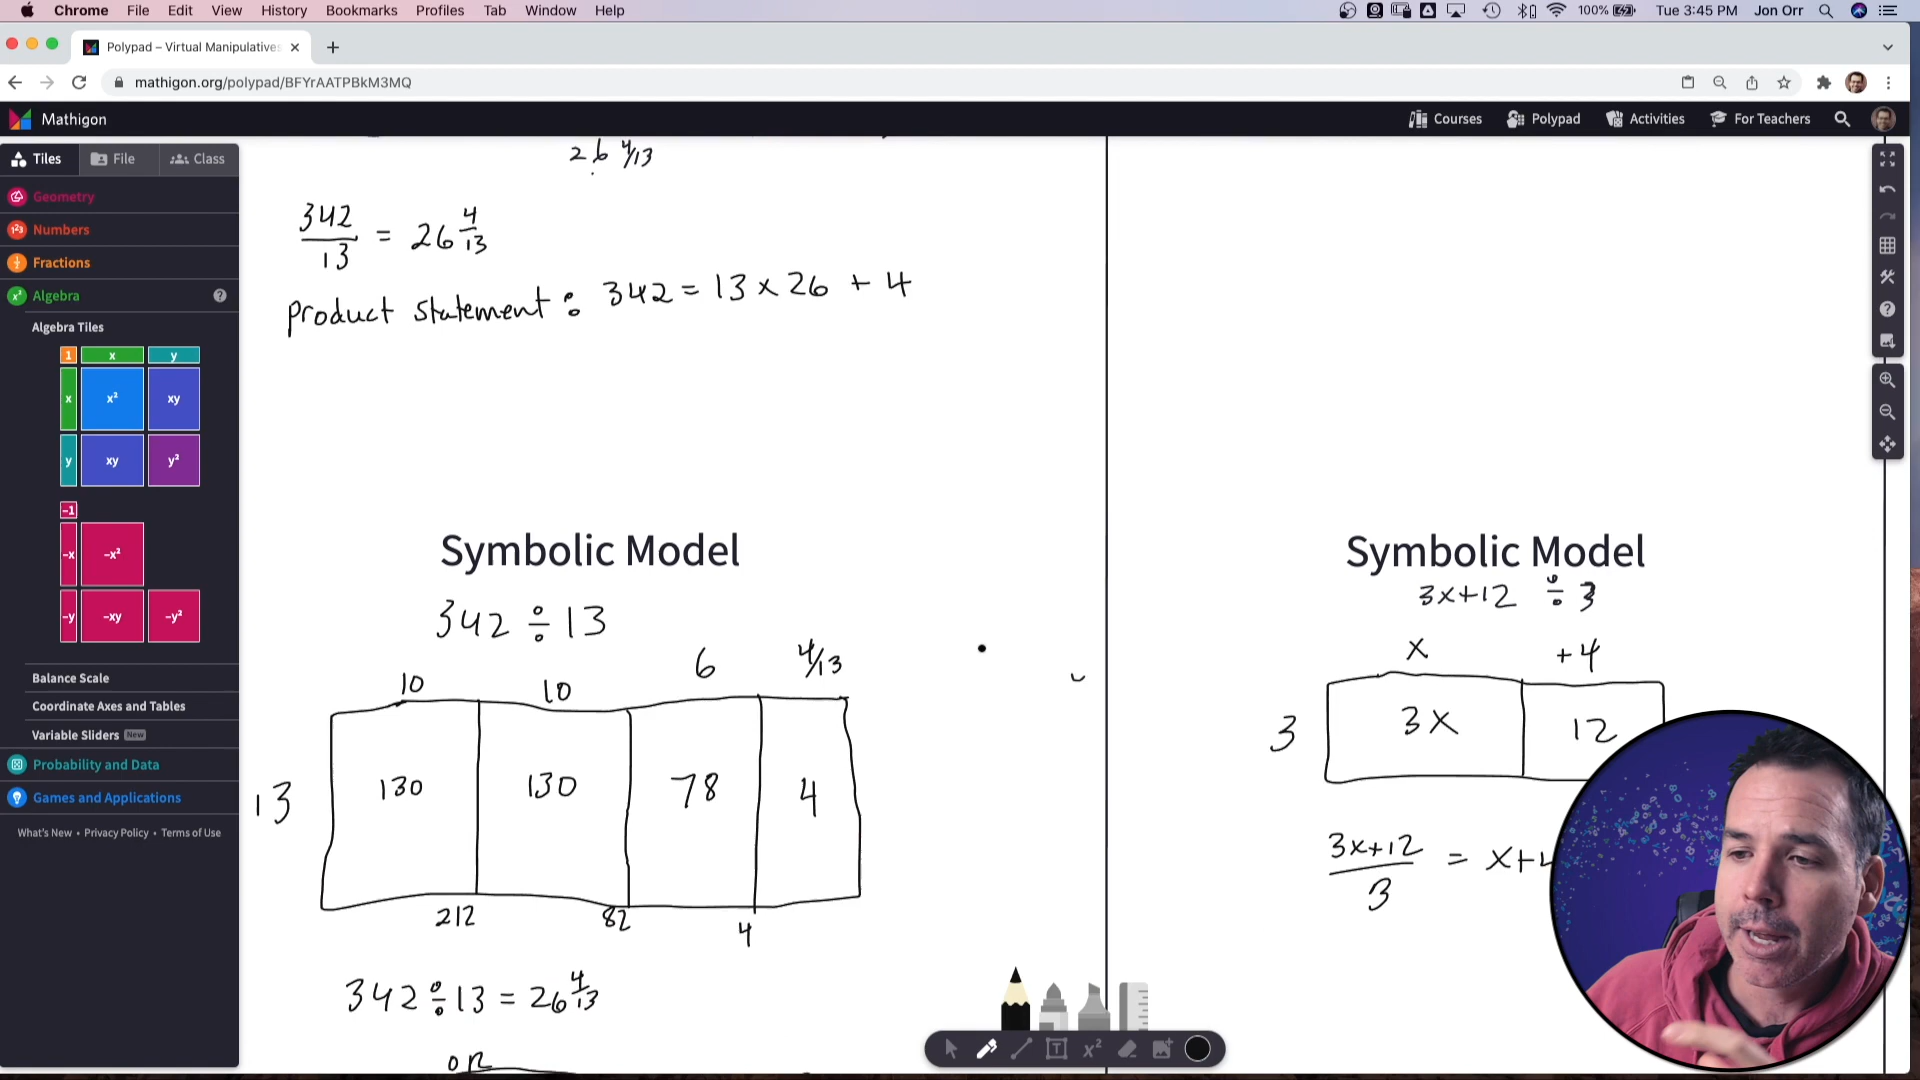 Chrome File Edit View History Bookmarks Profiles Tab Window Help
100% Tue 3:45 PM Jon Orr
Polypad – Virtual Manipulatives
mathigon.org/polypad/BFYrAATPBkM3MQ
Mathigon
Courses Polypad Activities For Teachers
Tiles File Class
Geometry
Numbers
Fractions
Algebra
Algebra Tiles
1 x y
x x² xy
y xy y²
-1
-x -x²
-y -xy -y²
Balance Scale
Coordinate Axes and Tables
Variable Sliders New
Probability and Data
Games and Applications
What's New • Privacy Policy • Terms of Use
26 4/13
342/13 = 26 4/13
product statement : 342 = 13 x 26 + 4
Symbolic Model
342 ÷ 13
10 10 6 4/13
13 130 130 78 4
212 82 4
342 ÷ 13 = 26 4/13
OR
Symbolic Model
3x+12 ÷ 3
x +4
3 3x 12
3x+12/3 = x+4